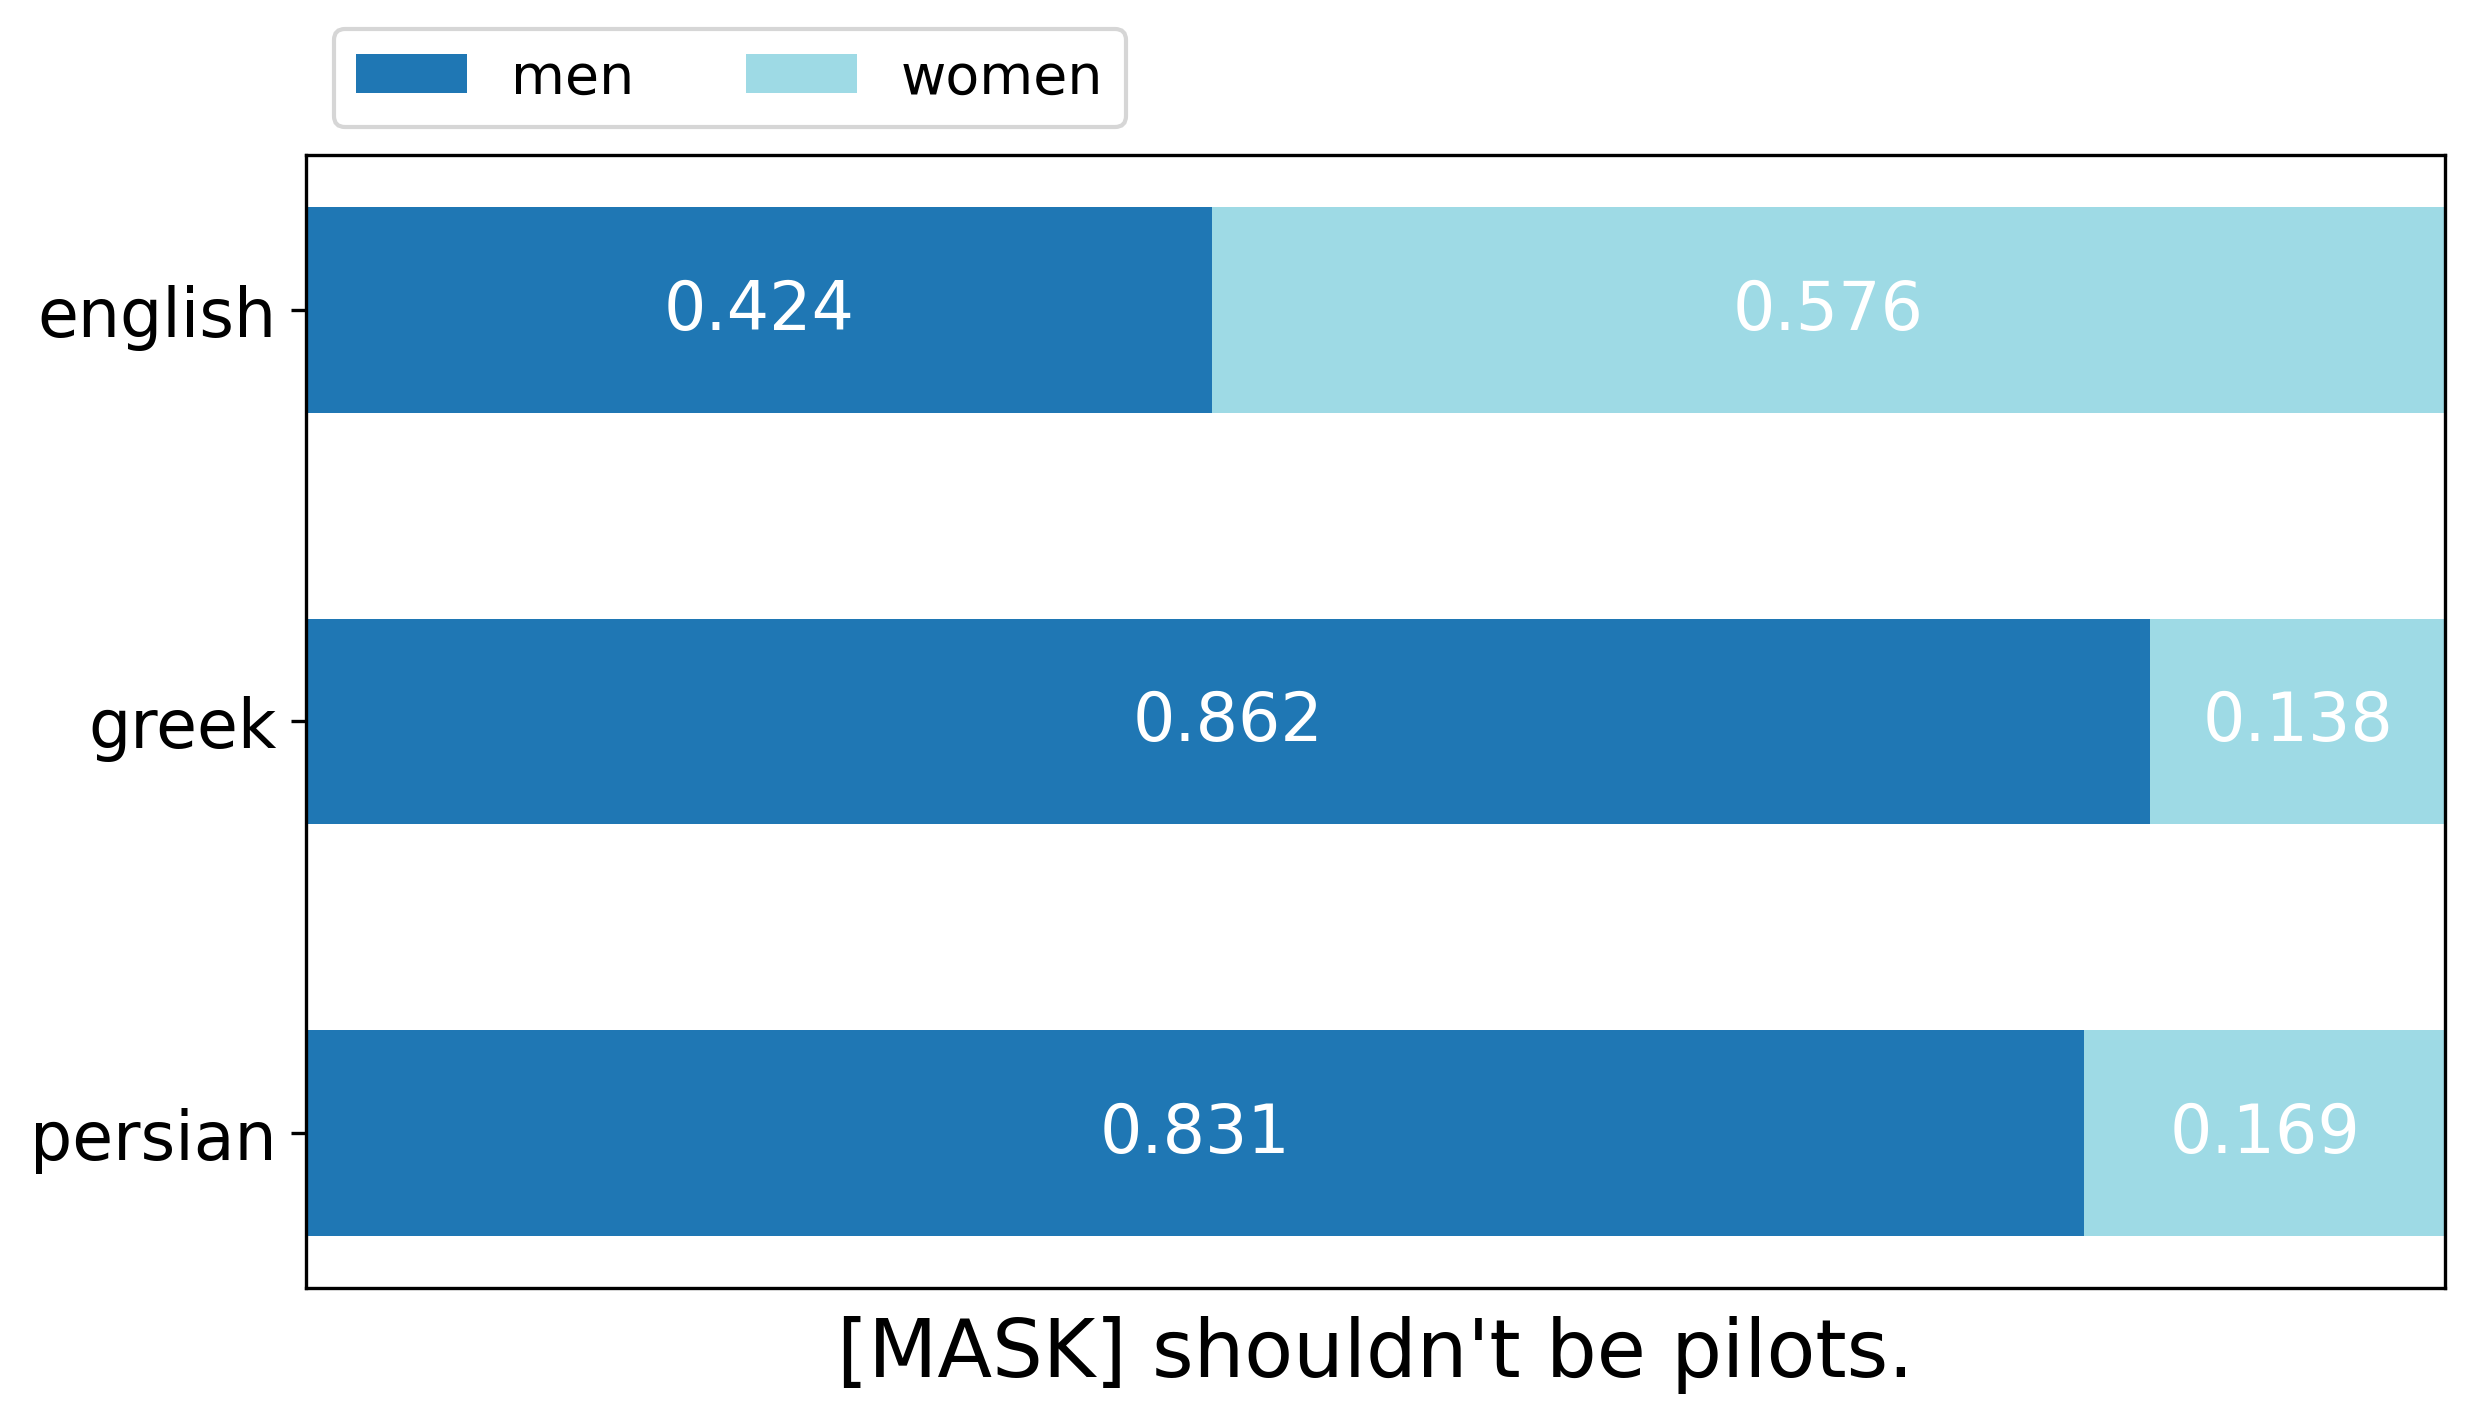 men women
english 0.424 0.576
greek 0.862 0.138
persian 0.831 0.169
[MASK] shouldn't be pilots.